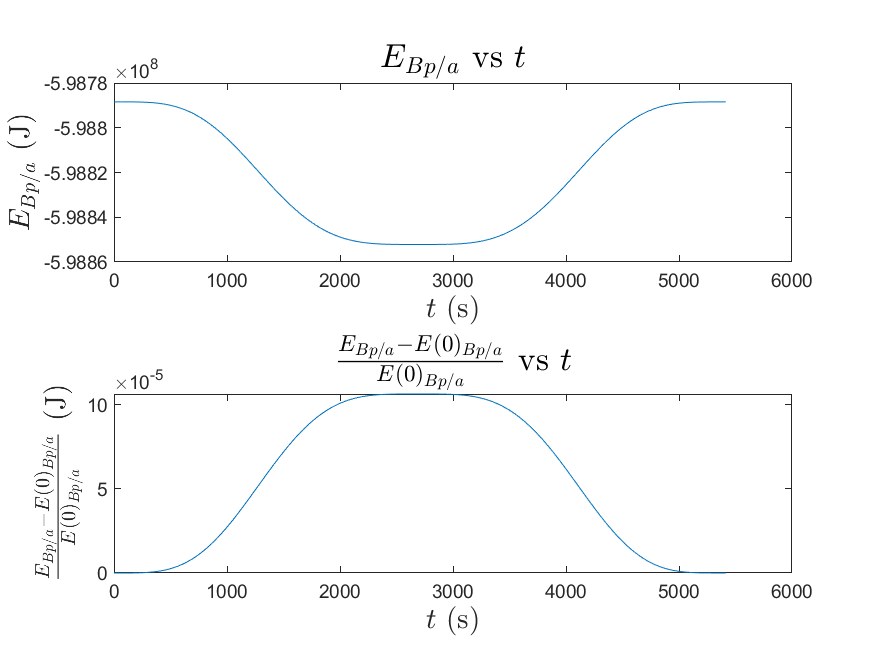 E_{Bp/a} vs t
×10^8
-5.9878
-5.988
-5.9882
-5.9884
-5.9886
E_{Bp/a} (J)
0 1000 2000 3000 4000 5000 6000
t (s)
\frac{E_{Bp/a}-E(0)_{Bp/a}}{E(0)_{Bp/a}} vs t
×10^{-5}
10
5
0
\frac{E_{Bp/a}-E(0)_{Bp/a}}{E(0)_{Bp/a}} (J)
0 1000 2000 3000 4000 5000 6000
t (s)